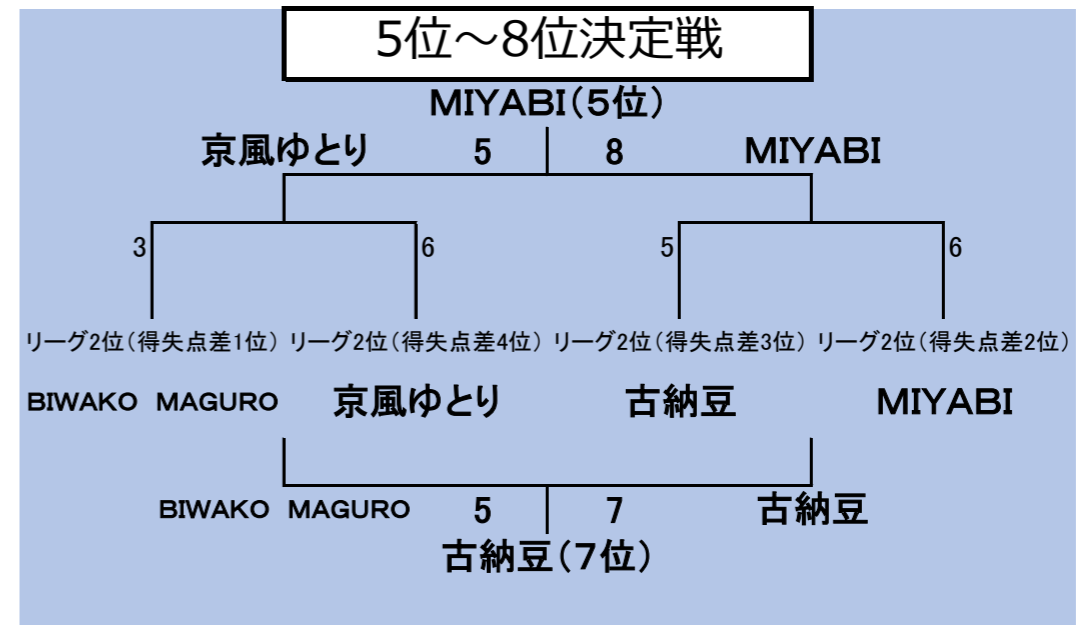 5位～8位決定戦
MIYABI（5位）
京風ゆとり 5 8 MIYABI
3 6 5 6
リーグ2位（得失点差1位） リーグ2位（得失点差4位） リーグ2位（得失点差3位） リーグ2位（得失点差2位）
BIWAKO MAGURO 京風ゆとり 古納豆 MIYABI
BIWAKO MAGURO 5 7 古納豆
古納豆（7位）